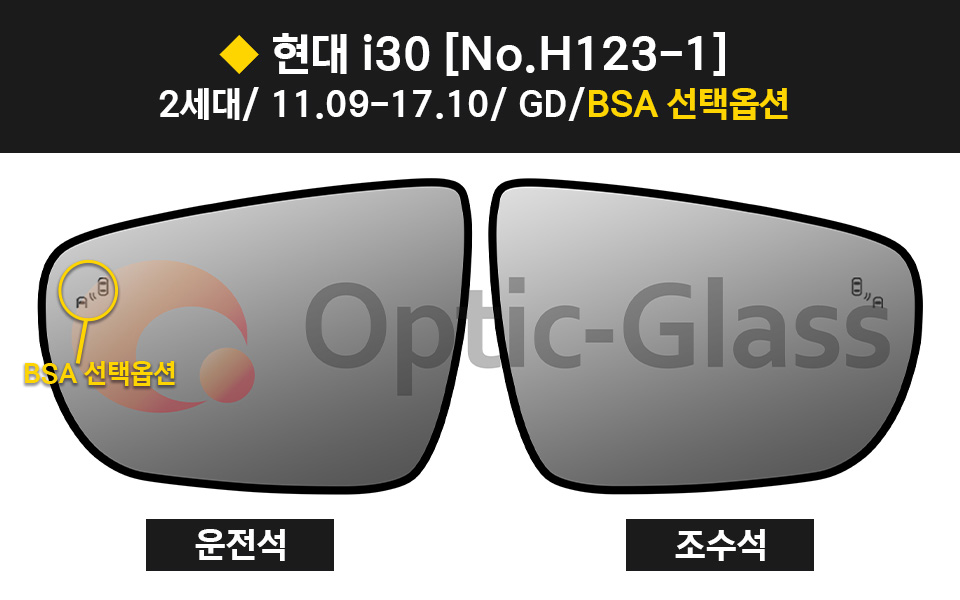 ◆ 현대 i30 [No.H123-1]
2세대/ 11.09-17.10/ GD/BSA 선택옵션
Optic-Glass
BSA 선택옵션
운전석
조수석